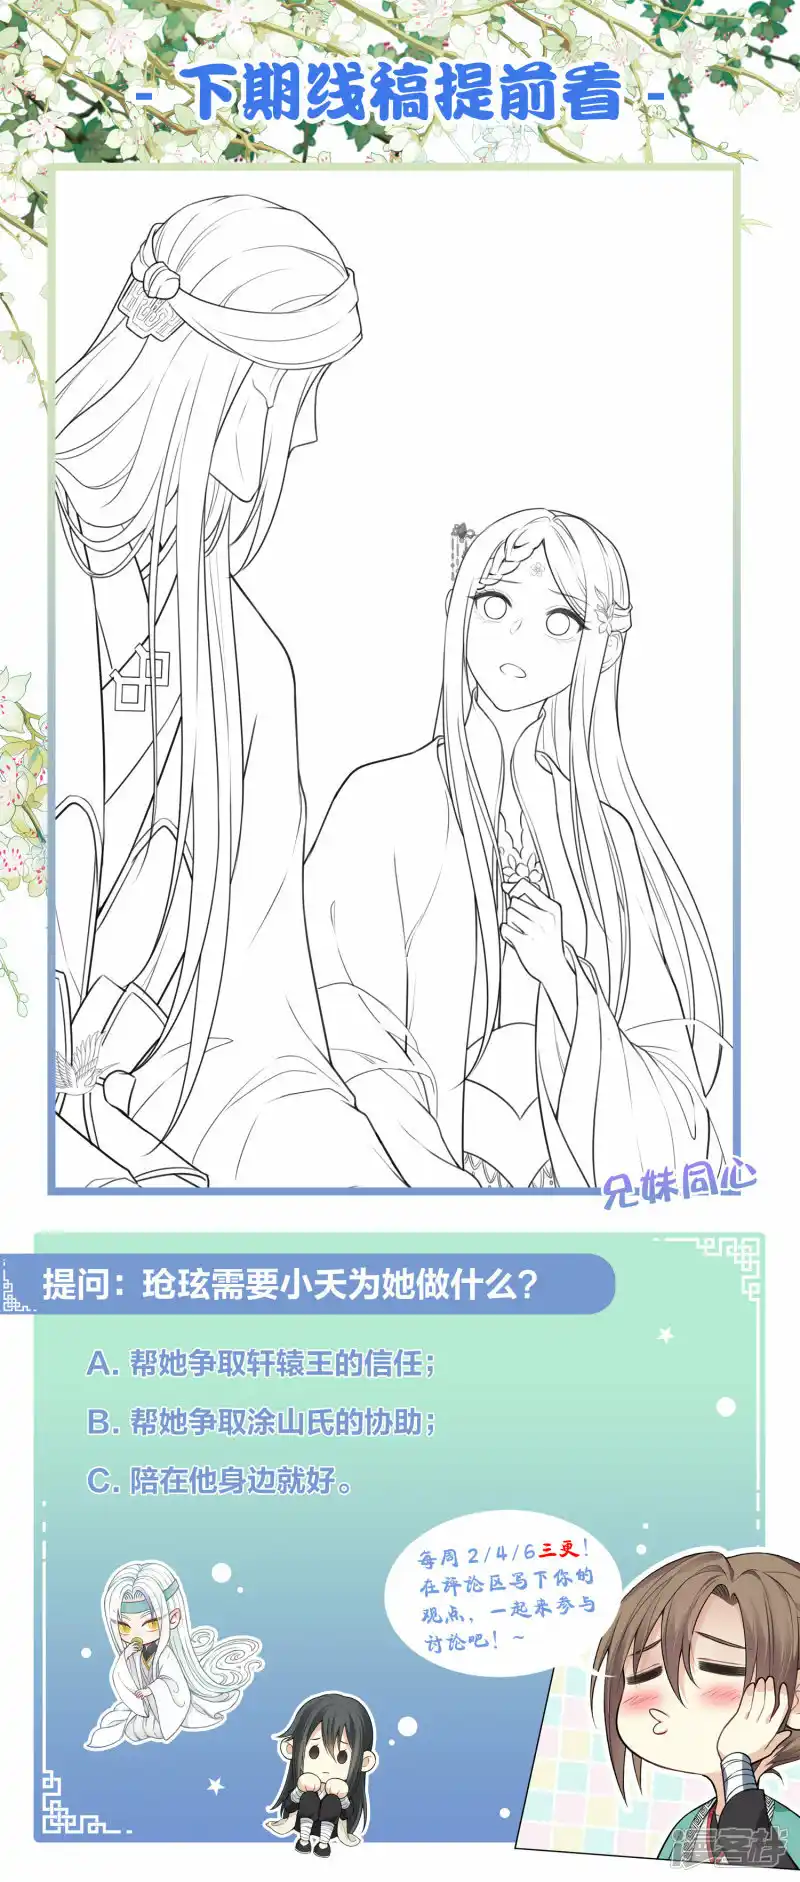 - 下期线稿提前看 -
兄妹同心
提问：玱玹需要小夭为她做什么？
A. 帮她争取轩辕王的信任；
B. 帮她争取涂山氏的协助；
C. 陪在他身边就好。
每周 2/4/6三更！
在评论区写下你的
观点，一起来参与
讨论吧！~
漫客栈